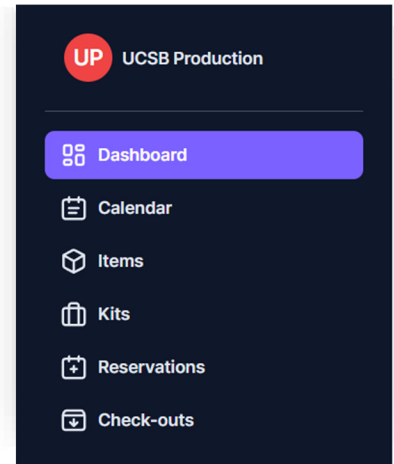 UP UCSB Production
Dashboard
Calendar
Items
Kits
Reservations
Check-outs